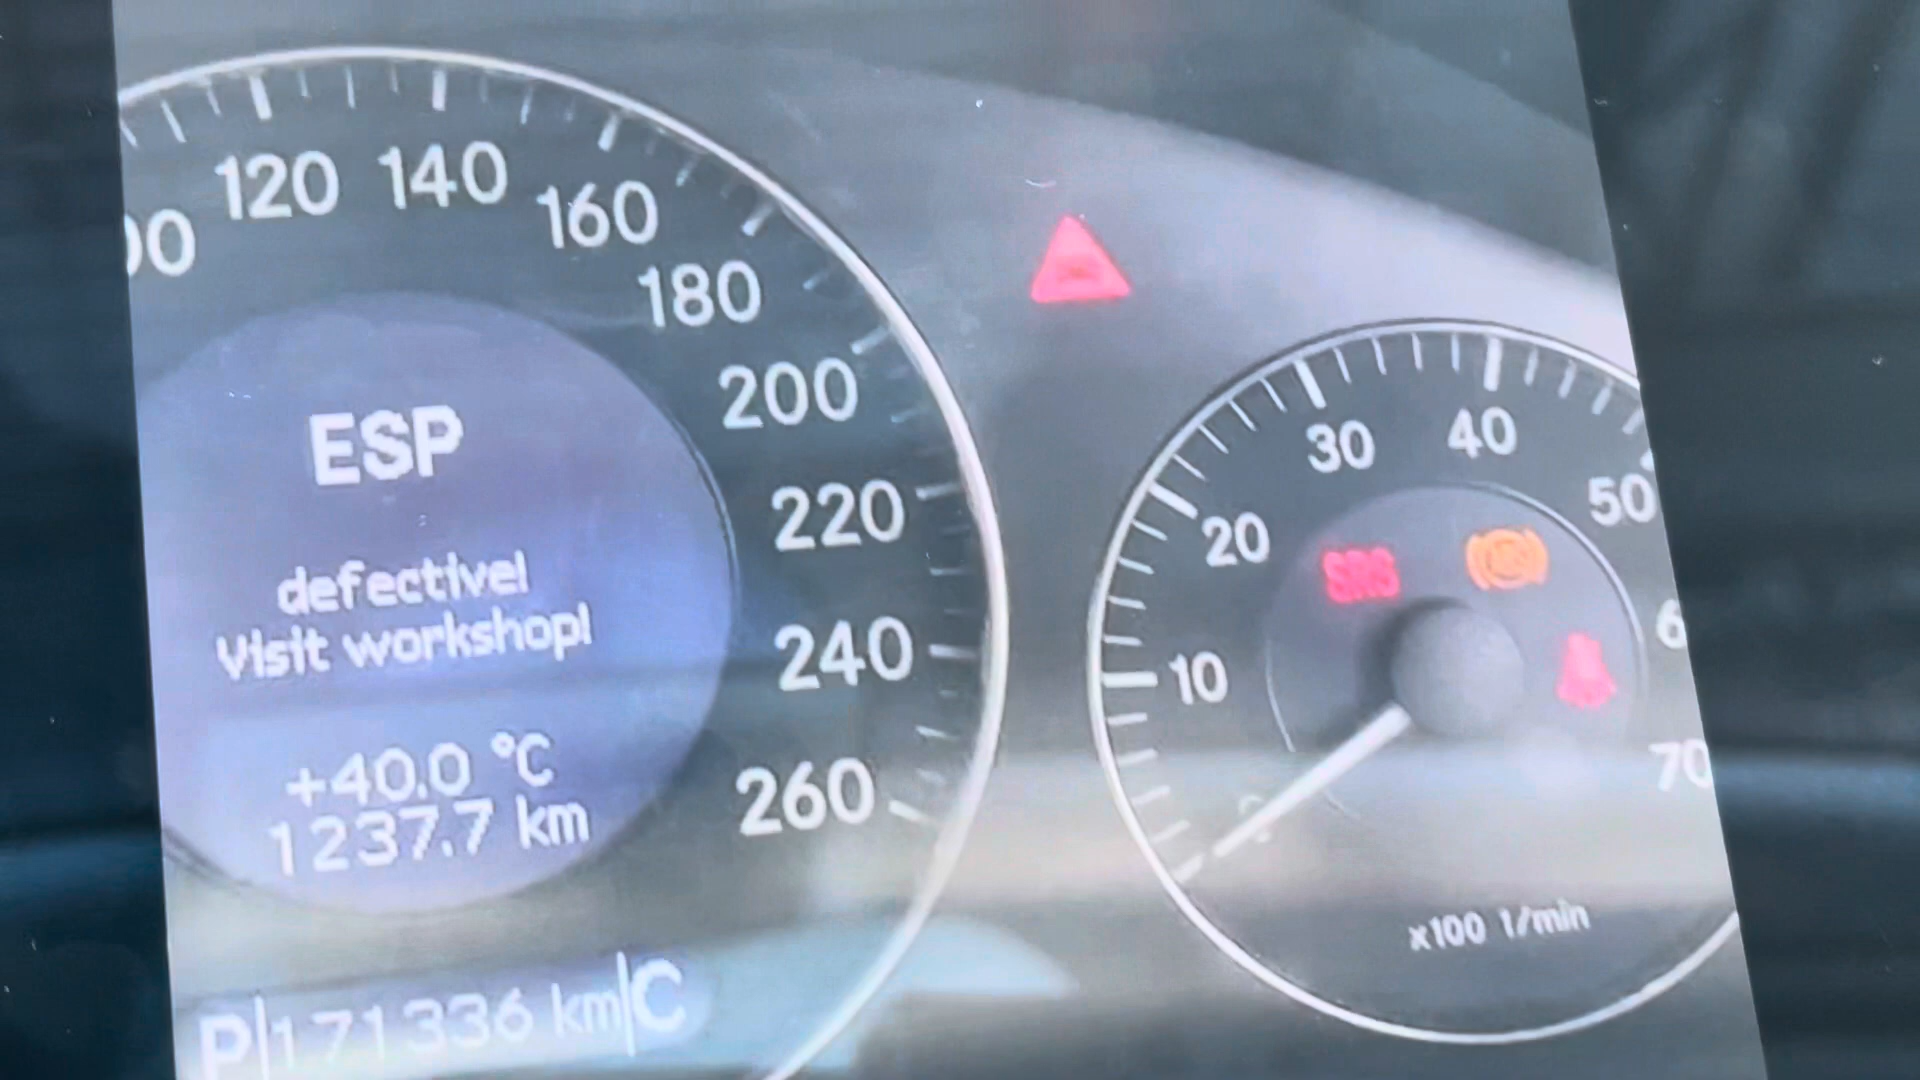 120
140
160
180
200
220
240
260
ESP
defective!
Visit workshop!
+40.0 °C
1237.7 km
P|171336 km|C
10
20
30
40
50
70
SRS
x100 1/min